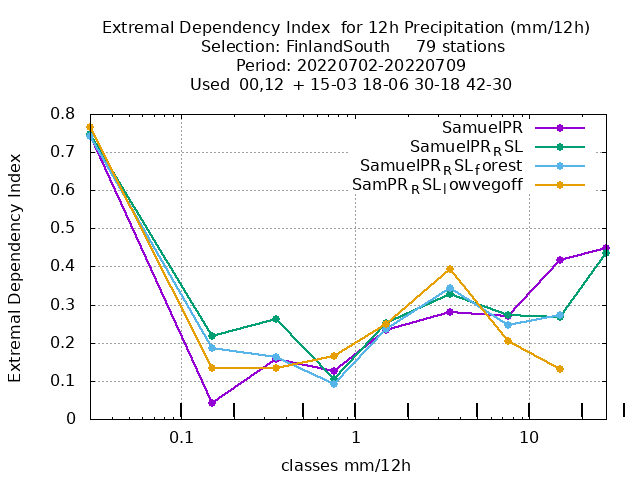 Extremal Dependency Index for 12h Precipitation (mm/12h)
Selection: FinlandSouth 79 stations
Period: 20220702-20220709
Used 00,12 + 15-03 18-06 30-18 42-30
SamuelPR
SamuelPR_RSL
SamuelPR_RSL_forest
SamPR_RSL_lowvegoff
Extremal Dependency Index
0.8
0.7
0.6
0.5
0.4
0.3
0.2
0.1
0
0.1 1 10
classes mm/12h